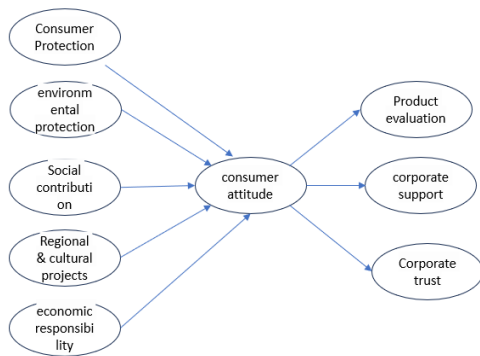 Consumer
Protection
environm
ental
protection
Social
contributi
on
Regional
& cultural
projects
economic
responsibi
lity
consumer
attitude
Product
evaluation
corporate
support
Corporate
trust